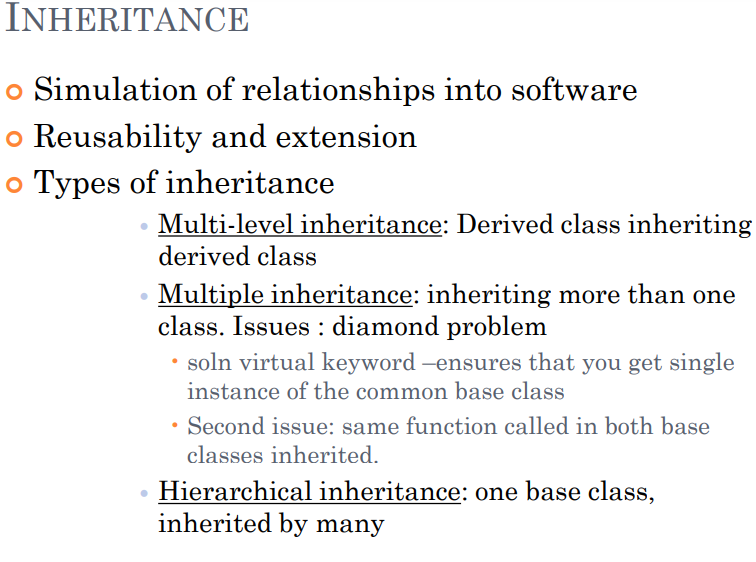 INHERITANCE
Simulation of relationships into software
Reusability and extension
Types of inheritance
Multi-level inheritance: Derived class inheriting
derived class
Multiple inheritance: inheriting more than one
class. Issues : diamond problem
soln virtual keyword –ensures that you get single
instance of the common base class
Second issue: same function called in both base
classes inherited.
Hierarchical inheritance: one base class,
inherited by many